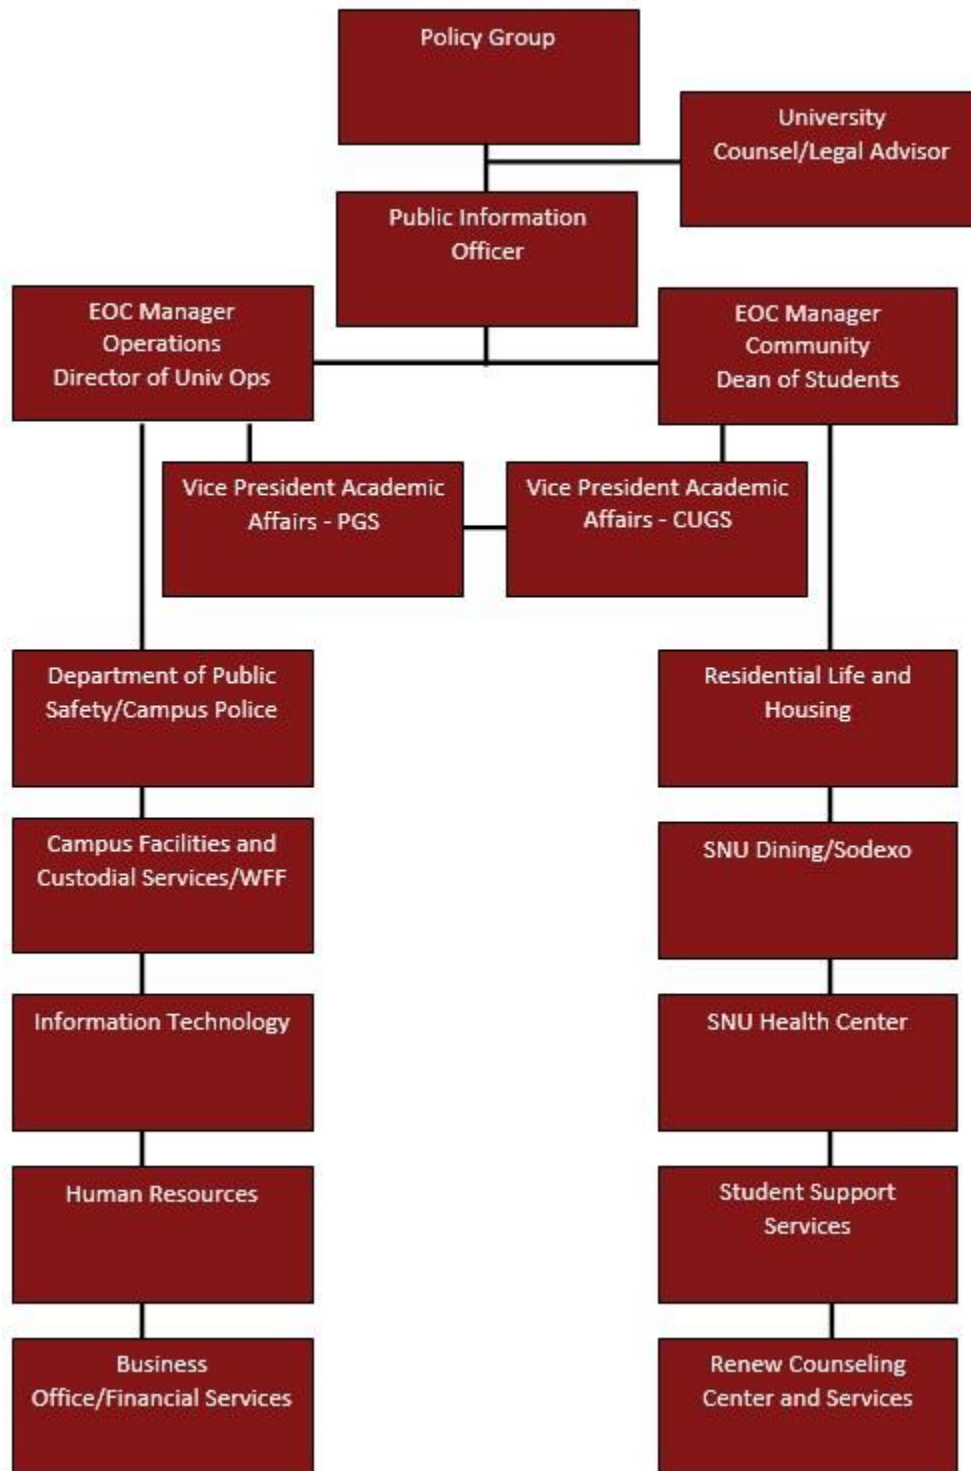 Policy Group
University
Counsel/Legal Advisor
Public Information
Officer
EOC Manager
Operations
Director of Univ Ops
EOC Manager
Community
Dean of Students
Vice President Academic
Affairs - PGS
Vice President Academic
Affairs - CUGS
Department of Public
Safety/Campus Police
Residential Life and
Housing
Campus Facilities and
Custodial Services/WFF
SNU Dining/Sodexo
Information Technology
SNU Health Center
Human Resources
Student Support
Services
Business
Office/Financial Services
Renew Counseling
Center and Services